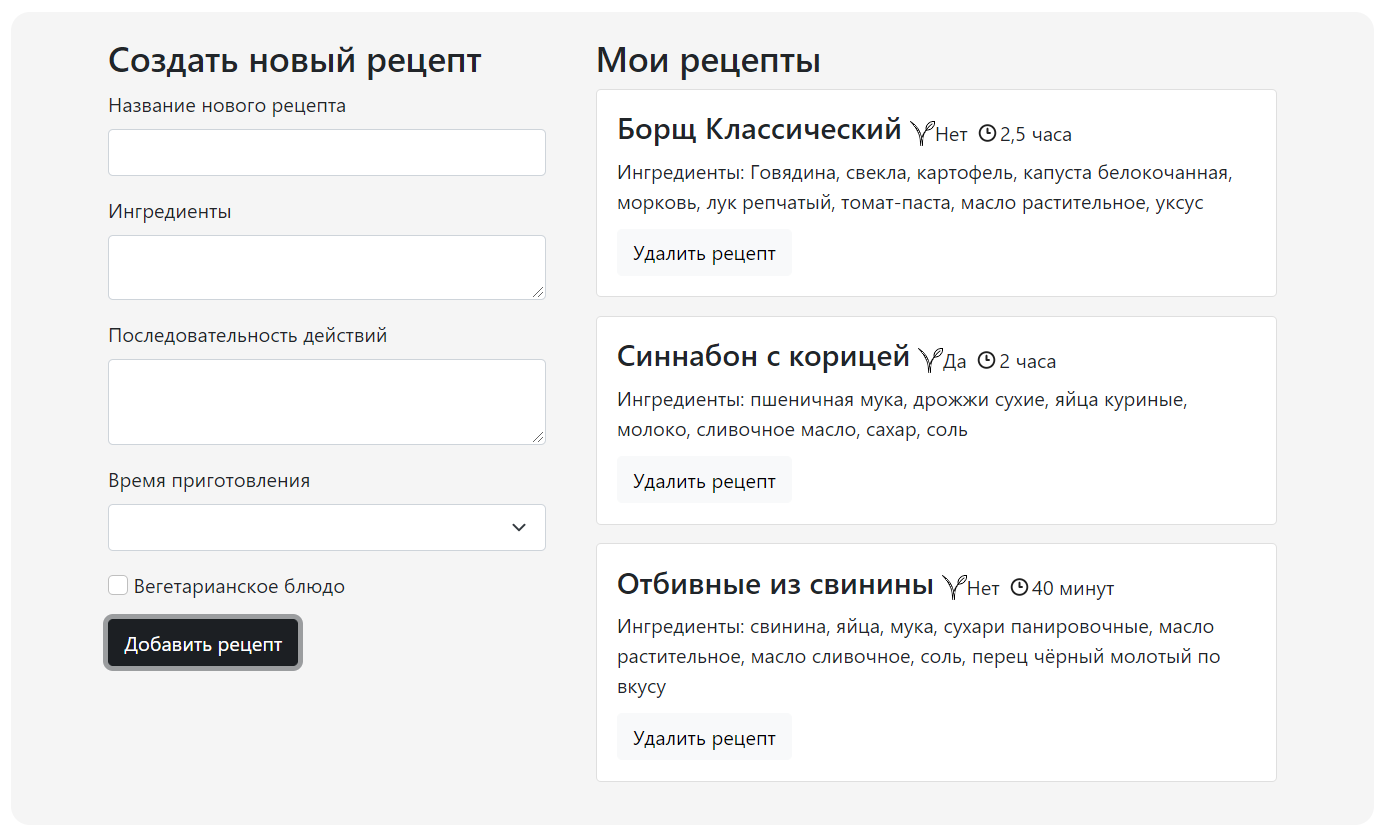 Создать новый рецепт
Название нового рецепта
Ингредиенты
Последовательность действий
Время приготовления
Вегетарианское блюдо
Добавить рецепт
Мои рецепты
Борщ Классический Нет 2,5 часа
Ингредиенты: Говядина, свекла, картофель, капуста белокочанная,
морковь, лук репчатый, томат-паста, масло растительное, уксус
Удалить рецепт
Синнабон с корицей Да 2 часа
Ингредиенты: пшеничная мука, дрожжи сухие, яйца куриные,
молоко, сливочное масло, сахар, соль
Удалить рецепт
Отбивные из свинины Нет 40 минут
Ингредиенты: свинина, яйца, мука, сухари панировочные, масло
растительное, масло сливочное, соль, перец чёрный молотый по
вкусу
Удалить рецепт